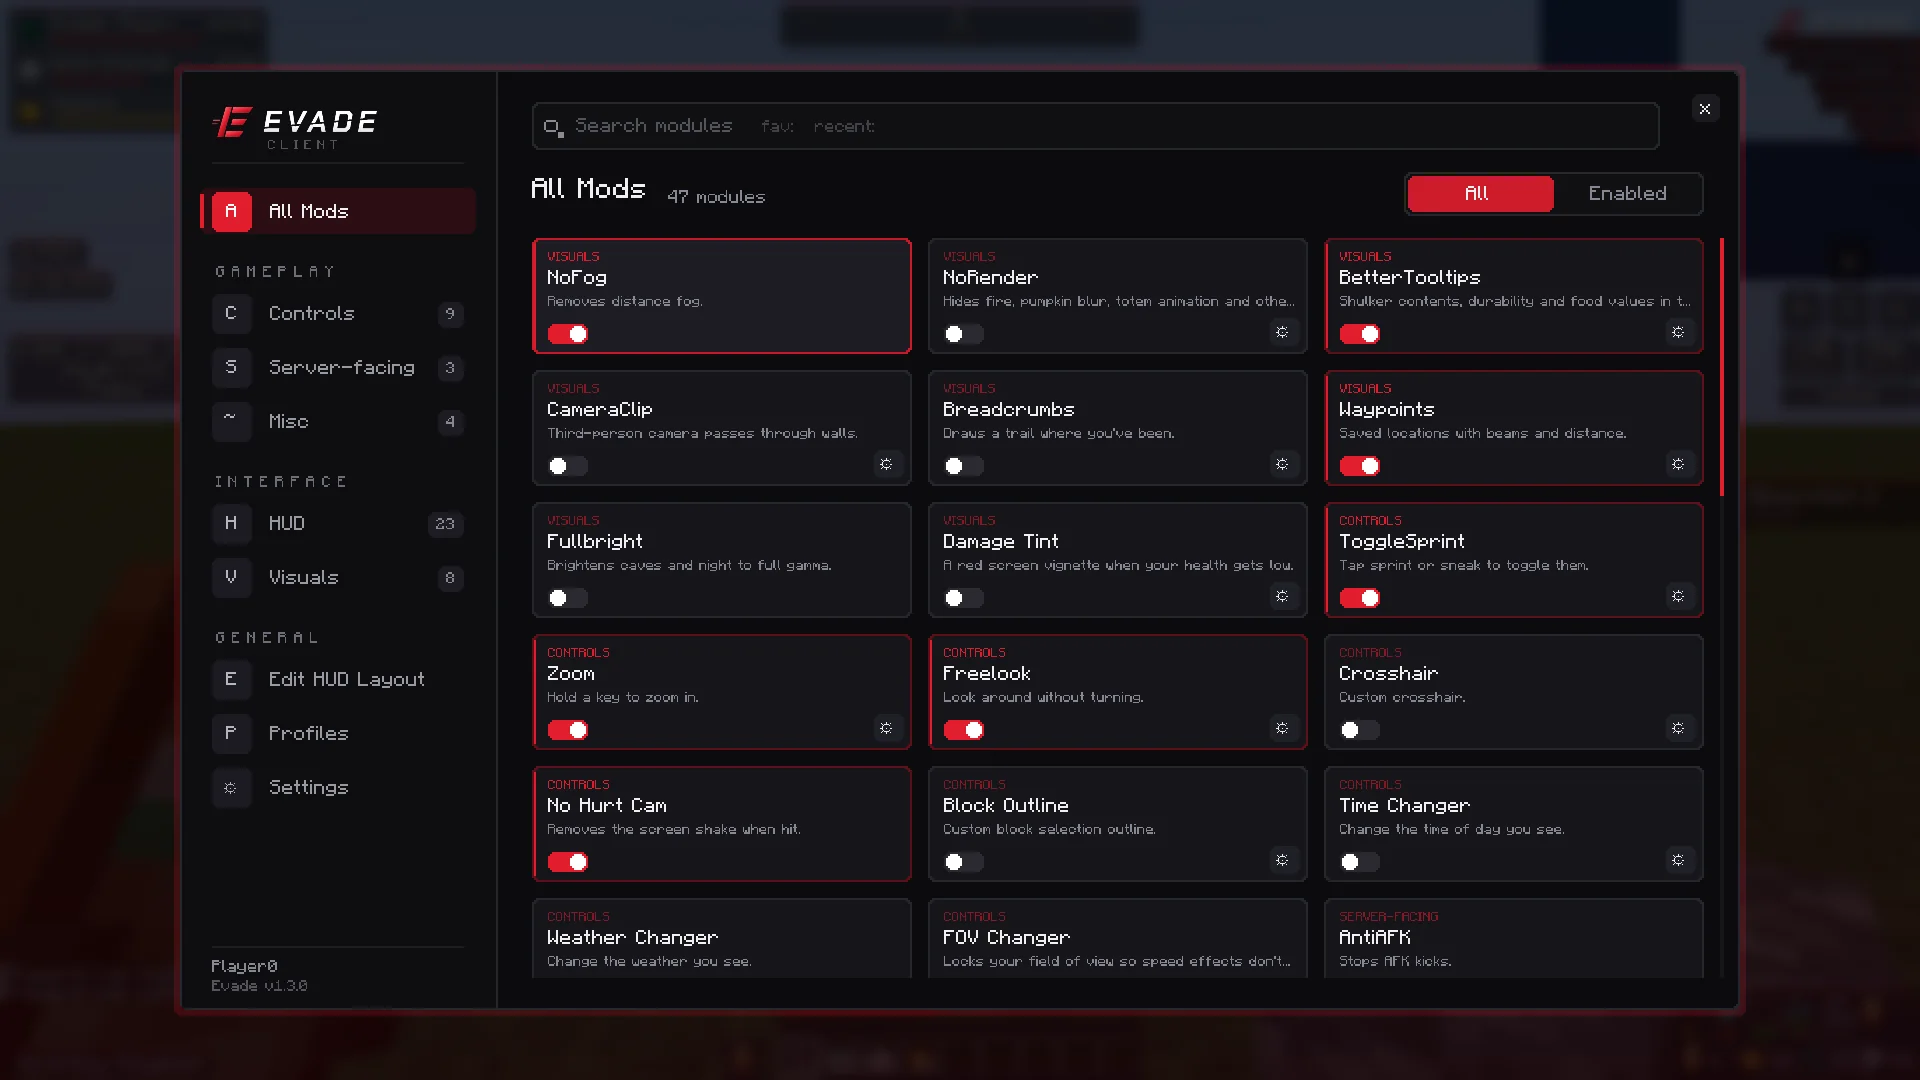 EVADE
CLIENT
A All Mods
GAMEPLAY
C Controls 9
S Server-facing 3
~ Misc 4
INTERFACE
H HUD 23
V Visuals 8
GENERAL
E Edit HUD Layout
P Profiles
Settings
Player0
Evade v1.3.0
Search modules fav: recent:
All Mods 47 modules
All Enabled
VISUALS
NoFog
Removes distance fog.
VISUALS
NoRender
Hides fire, pumpkin blur, totem animation and othe...
VISUALS
BetterTooltips
Shulker contents, durability and food values in t...
VISUALS
CameraClip
Third-person camera passes through walls.
VISUALS
Breadcrumbs
Draws a trail where you've been.
VISUALS
Waypoints
Saved locations with beams and distance.
VISUALS
Fullbright
Brightens caves and night to full gamma.
VISUALS
Damage Tint
A red screen vignette when your health gets low.
CONTROLS
ToggleSprint
Tap sprint or sneak to toggle them.
CONTROLS
Zoom
Hold a key to zoom in.
CONTROLS
Freelook
Look around without turning.
CONTROLS
Crosshair
Custom crosshair.
CONTROLS
No Hurt Cam
Removes the screen shake when hit.
CONTROLS
Block Outline
Custom block selection outline.
CONTROLS
Time Changer
Change the time of day you see.
CONTROLS
Weather Changer
Change the weather you see.
CONTROLS
FOV Changer
Locks your field of view so speed effects don't...
SERVER-FACING
AntiAFK
Stops AFK kicks.